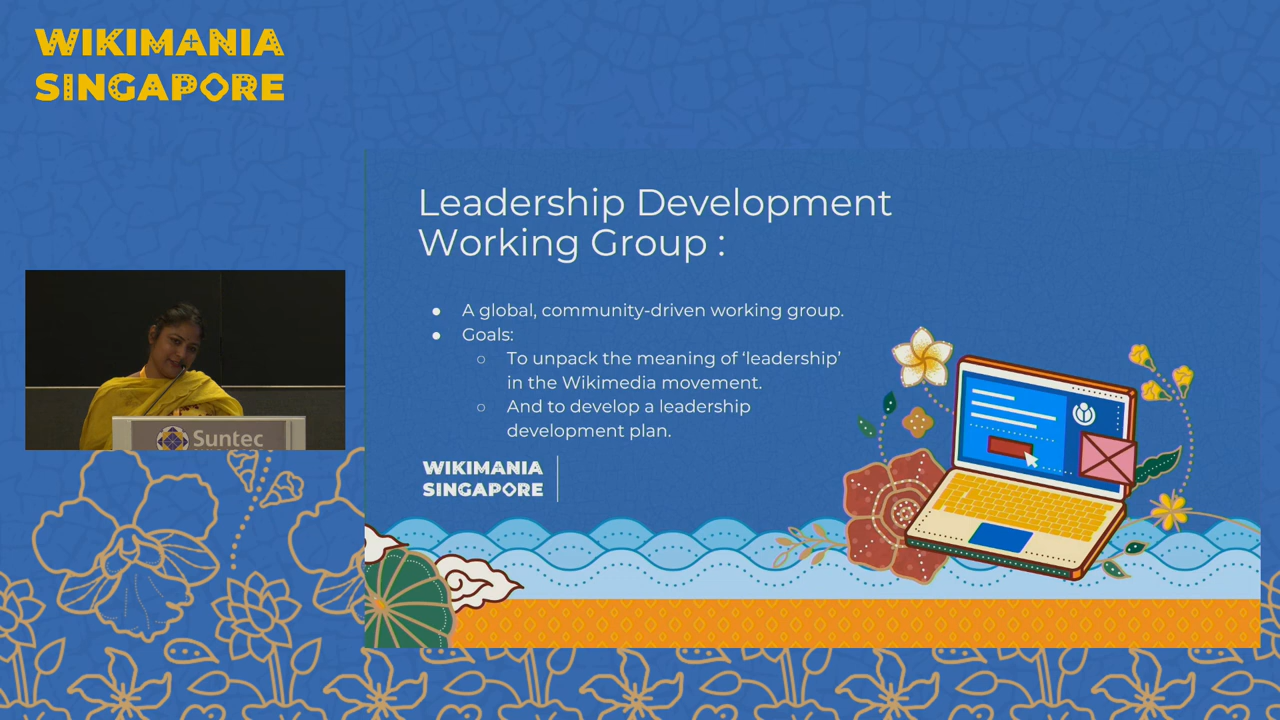 WIKIMANIA
SINGAPORE
Leadership Development
Working Group :
● A global, community-driven working group.
● Goals:
○ To unpack the meaning of ‘leadership’
in the Wikimedia movement.
○ And to develop a leadership
development plan.
WIKIMANIA
SINGAPORE
Suntec